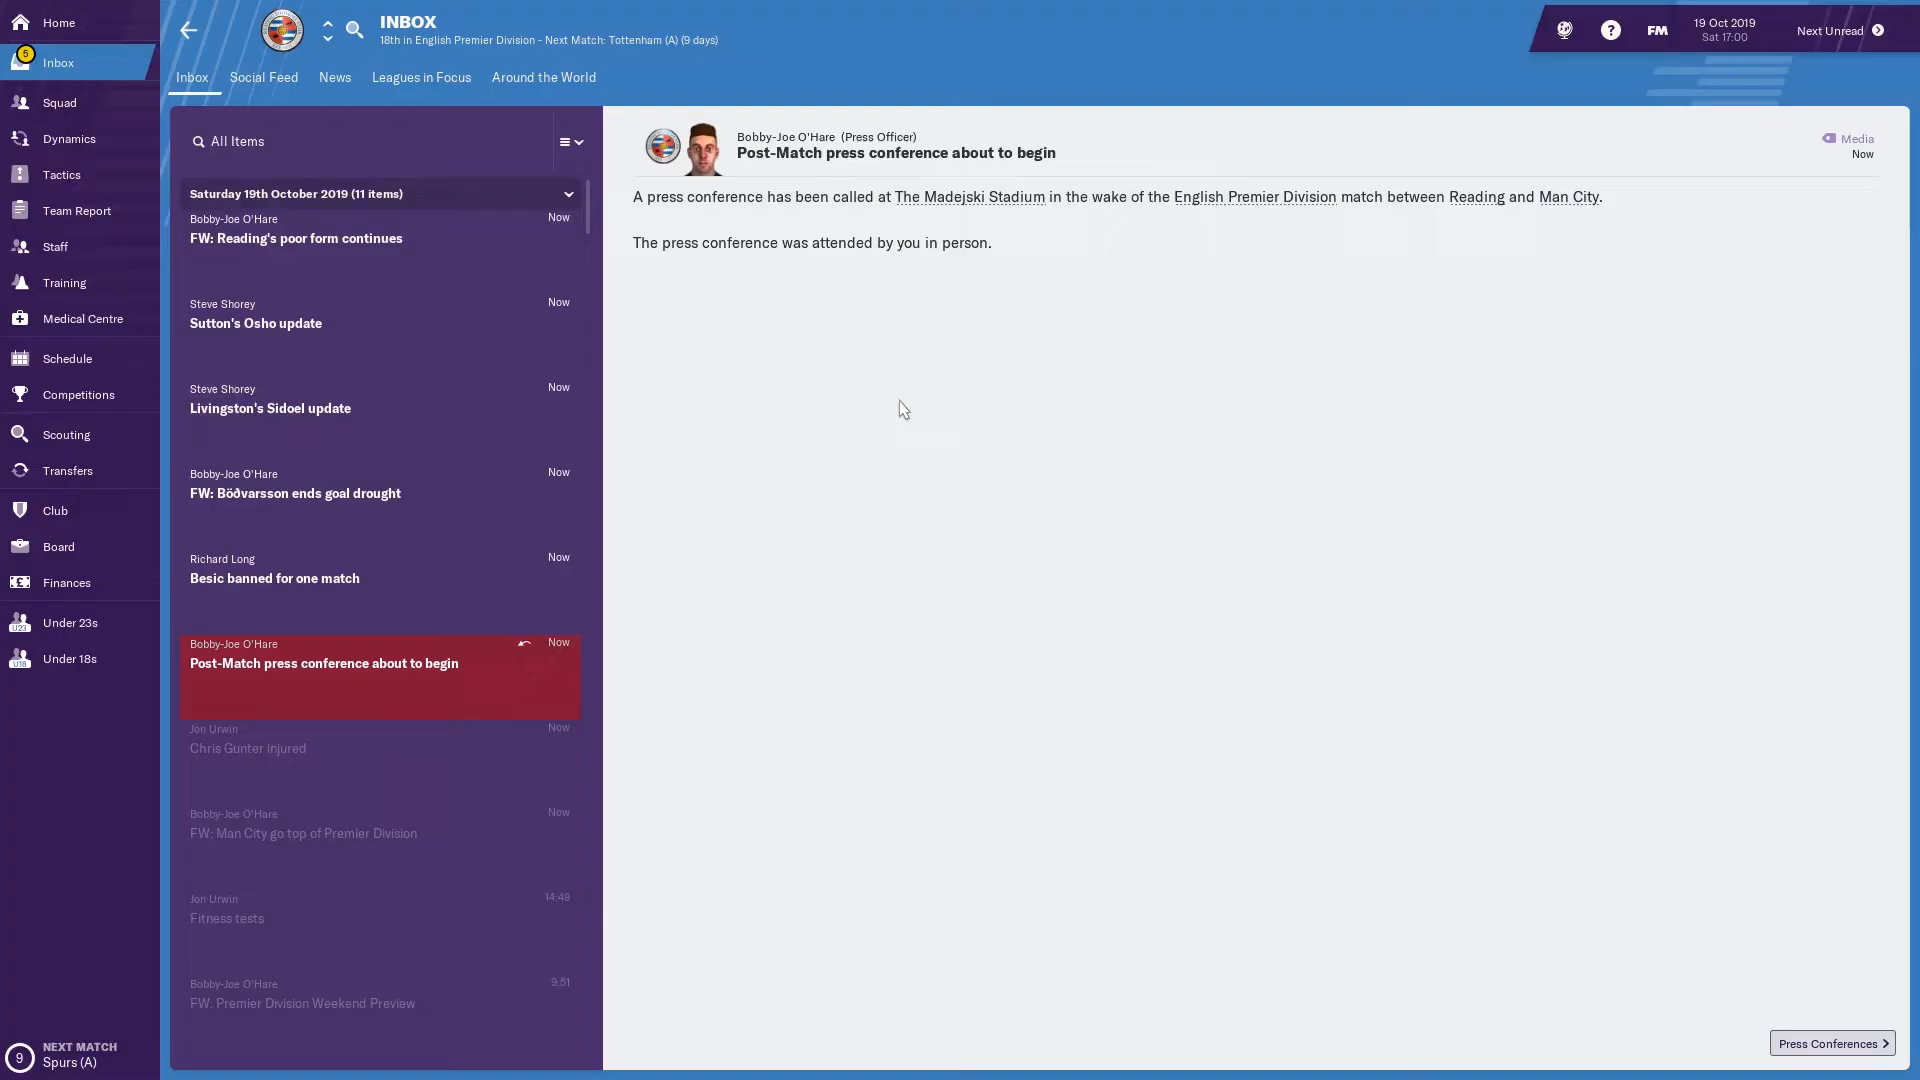 Home
5
Inbox
Squad
Dynamics
Tactics
Team Report
Staff
Training
Medical Centre
Schedule
Competitions
Scouting
Transfers
Club
Board
Finances
U23
Under 23s
U18
Under 18s
9
NEXT MATCH
Spurs (A)
INBOX
18th in English Premier Division - Next Match: Tottenham (A) (9 days)
FM
19 Oct 2019
Sat 17:00
Next Unread
Inbox
Social Feed
News
Leagues in Focus
Around the World
All Items
Saturday 19th October 2019 (11 items)
Bobby-Joe O'Hare Now
FW: Reading's poor form continues
Steve Shorey Now
Sutton's Osho update
Steve Shorey Now
Livingston's Sidoel update
Bobby-Joe O'Hare Now
FW: Böðvarsson ends goal drought
Richard Long Now
Besic banned for one match
Bobby-Joe O'Hare Now
Post-Match press conference about to begin
Jon Urwin Now
Chris Gunter injured
Bobby-Joe O'Hare Now
FW: Man City go top of Premier Division
Jon Urwin 14:49
Fitness tests
Bobby-Joe O'Hare 9:51
FW: Premier Division Weekend Preview
Bobby-Joe O'Hare (Press Officer)
Post-Match press conference about to begin
Media
Now
A press conference has been called at The Madejski Stadium in the wake of the English Premier Division match between Reading and Man City.
The press conference was attended by you in person.
Press Conferences